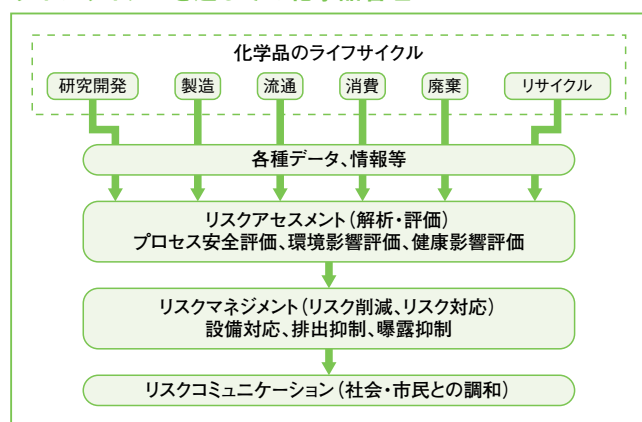 化学品のライフサイクル
研究開発
製造
流通
消費
廃棄
リサイクル
各種データ、情報等
リスクアセスメント（解析・評価）
プロセス安全評価、環境影響評価、健康影響評価
リスクマネジメント（リスク削減、リスク対応）
設備対応、排出抑制、曝露抑制
リスクコミュニケーション（社会・市民との調和）